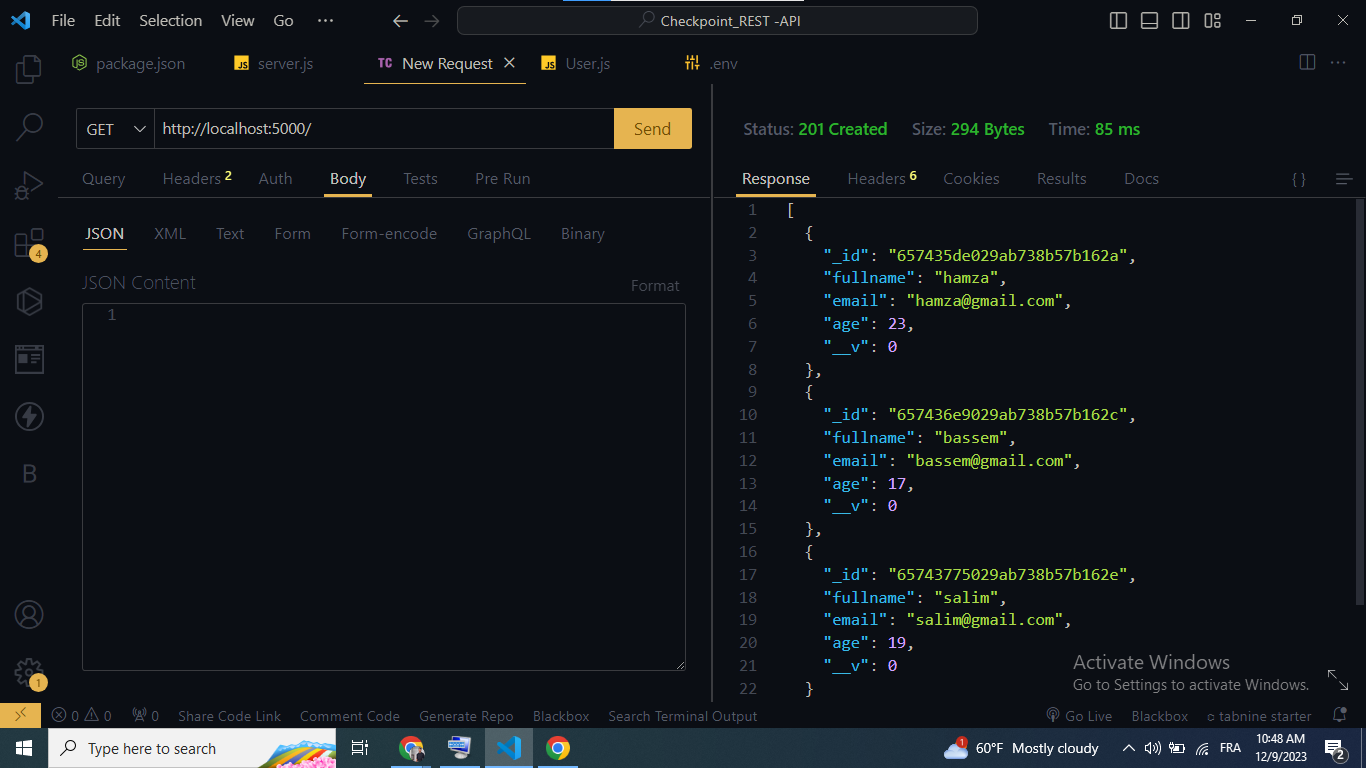 File Edit Selection View Go ··· Checkpoint_REST -API
package.json server.js TC New Request User.js .env
GET http://localhost:5000/ Send
Query Headers 2 Auth Body Tests Pre Run
JSON XML Text Form Form-encode GraphQL Binary
JSON Content Format
1
Status: 201 Created Size: 294 Bytes Time: 85 ms
Response Headers 6 Cookies Results Docs { }
1 [
2 {
3 "_id": "657435de029ab738b57b162a",
4 "fullname": "hamza",
5 "email": "hamza@gmail.com",
6 "age": 23,
7 "__v": 0
8 },
9 {
10 "_id": "657436e9029ab738b57b162c",
11 "fullname": "bassem",
12 "email": "bassem@gmail.com",
13 "age": 17,
14 "__v": 0
15 },
16 {
17 "_id": "65743775029ab738b57b162e",
18 "fullname": "salim",
19 "email": "salim@gmail.com",
20 "age": 19,
21 "__v": 0
22 }
Activate Windows
Go to Settings to activate Windows.
4
B
1
0 0 0 Share Code Link Comment Code Generate Repo Blackbox Search Terminal Output Go Live Blackbox tabnine starter
Type here to search 1 60°F Mostly cloudy FRA 10:48 AM
12/9/2023 2